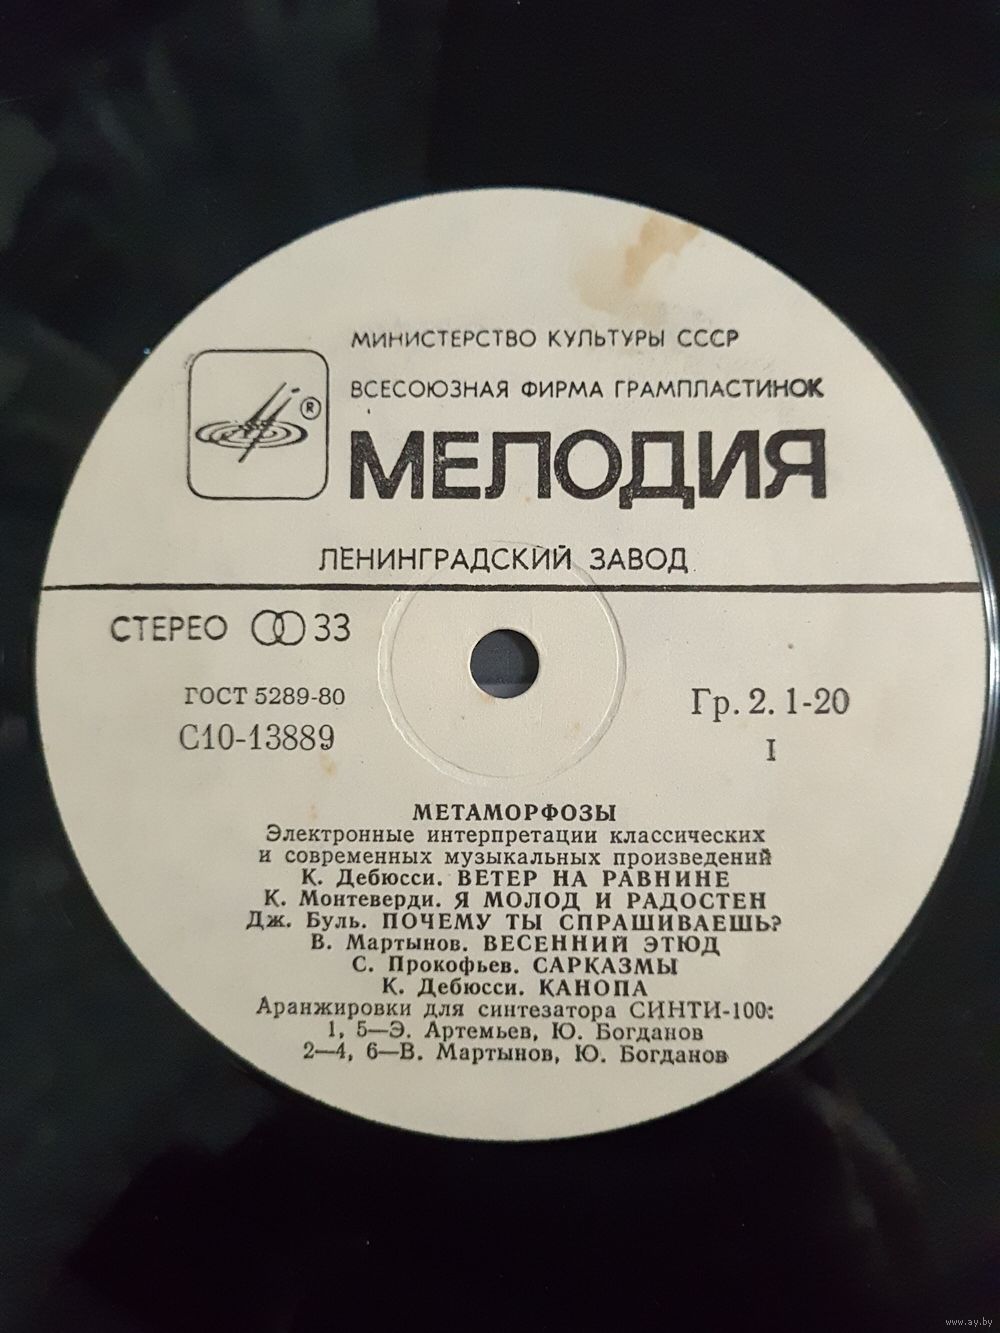 МИНИСТЕРСТВО КУЛЬТУРЫ СССР
ВСЕСОЮЗНАЯ ФИРМА ГРАМПЛАСТИНОК
®
МЕЛОДИЯ
ЛЕНИНГРАДСКИЙ ЗАВОД
СТЕРЕО 33
ГОСТ 5289-80
С10-13889
Гр. 2. 1-20
I
МЕТАМОРФОЗЫ
Электронные интерпретации классических
и современных музыкальных произведений
К. Дебюсси. ВЕТЕР НА РАВНИНЕ
К. Монтеверди. Я МОЛОД И РАДОСТЕН
Дж. Буль. ПОЧЕМУ ТЫ СПРАШИВАЕШЬ?
В. Мартынов. ВЕСЕННИЙ ЭТЮД
С. Прокофьев. САРКАЗМЫ
К. Дебюсси. КАНОПА
Аранжировки для синтезатора СИНТИ-100:
1, 5—Э. Артемьев, Ю. Богданов
2—4, 6—В. Мартынов, Ю. Богданов
www.ay.by